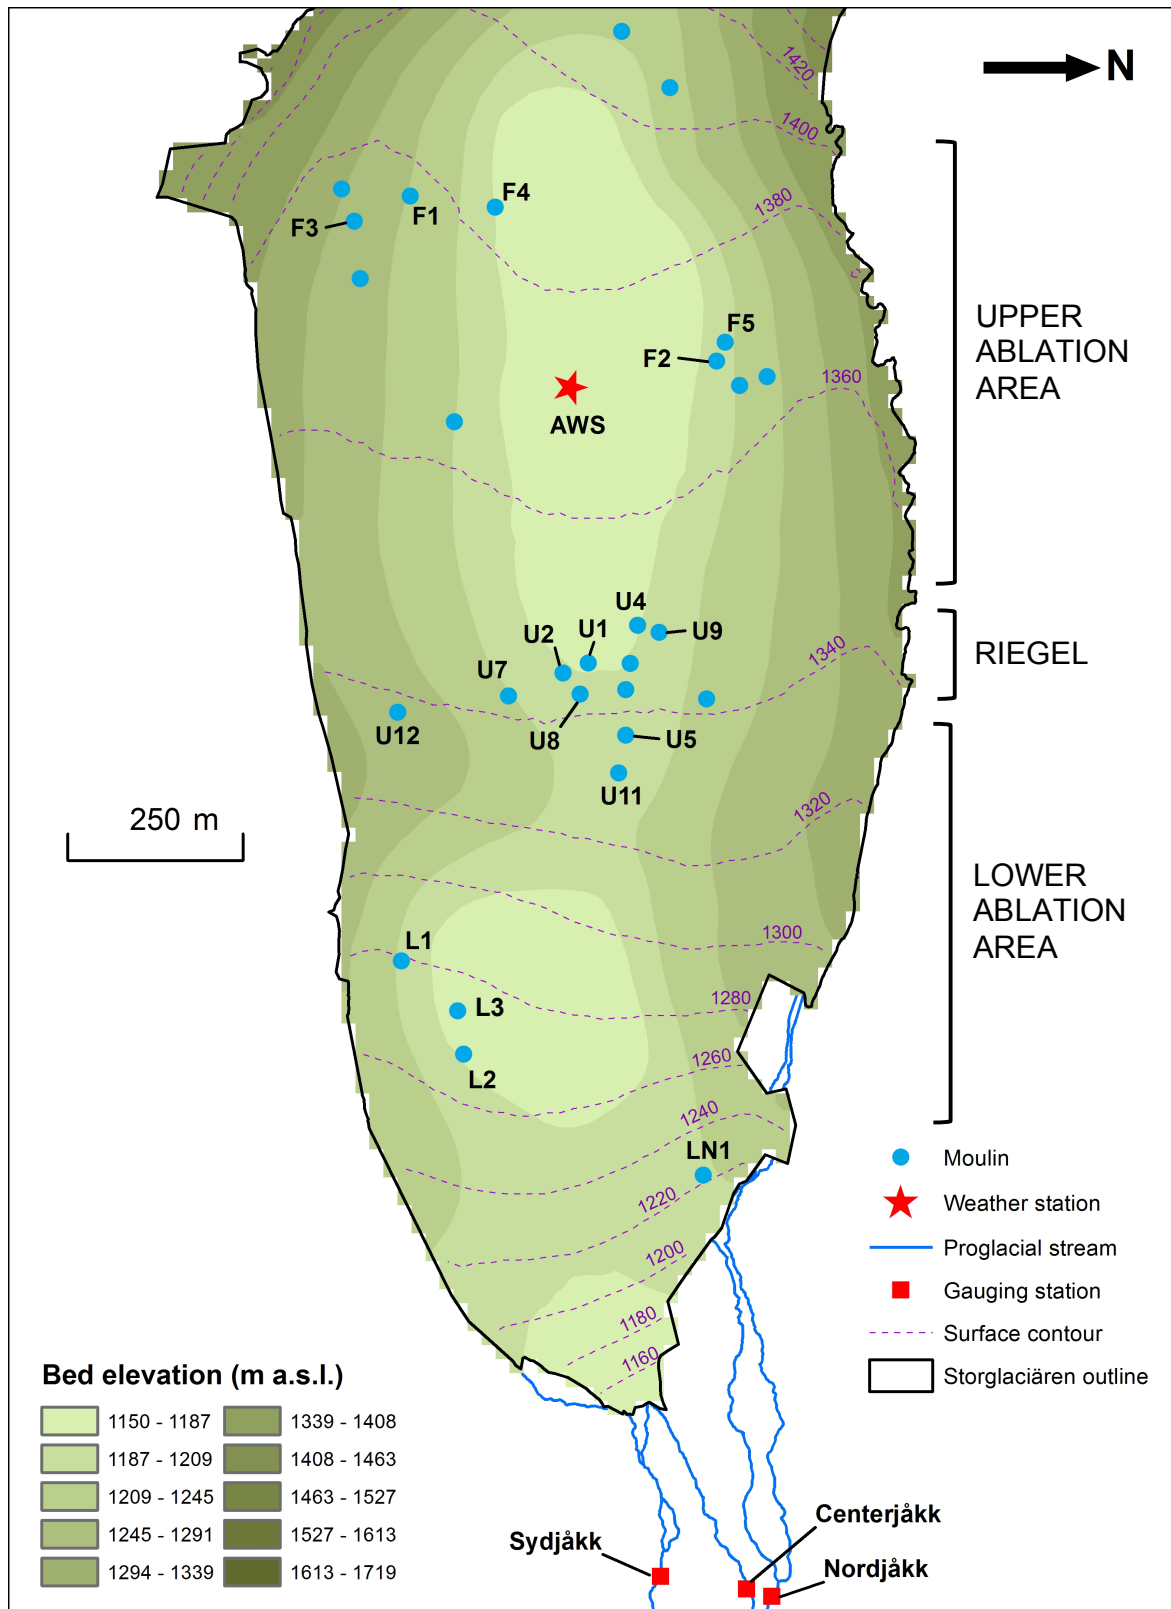 N
1420
1400
1380
F4
F1
F3
UPPER
ABLATION
AREA
F5
F2
1360
AWS
U4
U1
U9
U2
1340
RIEGEL
U7
U12
U8
U5
U11
1320
250 m
LOWER
ABLATION
AREA
1300
L1
1280
L3
1260
L2
1240
LN1
1220
1200
1180
1160
Moulin
Weather station
Proglacial stream
Gauging station
Surface contour
Storglaciären outline
Bed elevation (m a.s.l.)
1150 - 1187
1187 - 1209
1209 - 1245
1245 - 1291
1294 - 1339
1339 - 1408
1408 - 1463
1463 - 1527
1527 - 1613
1613 - 1719
Centerjåkk
Sydjåkk
Nordjåkk